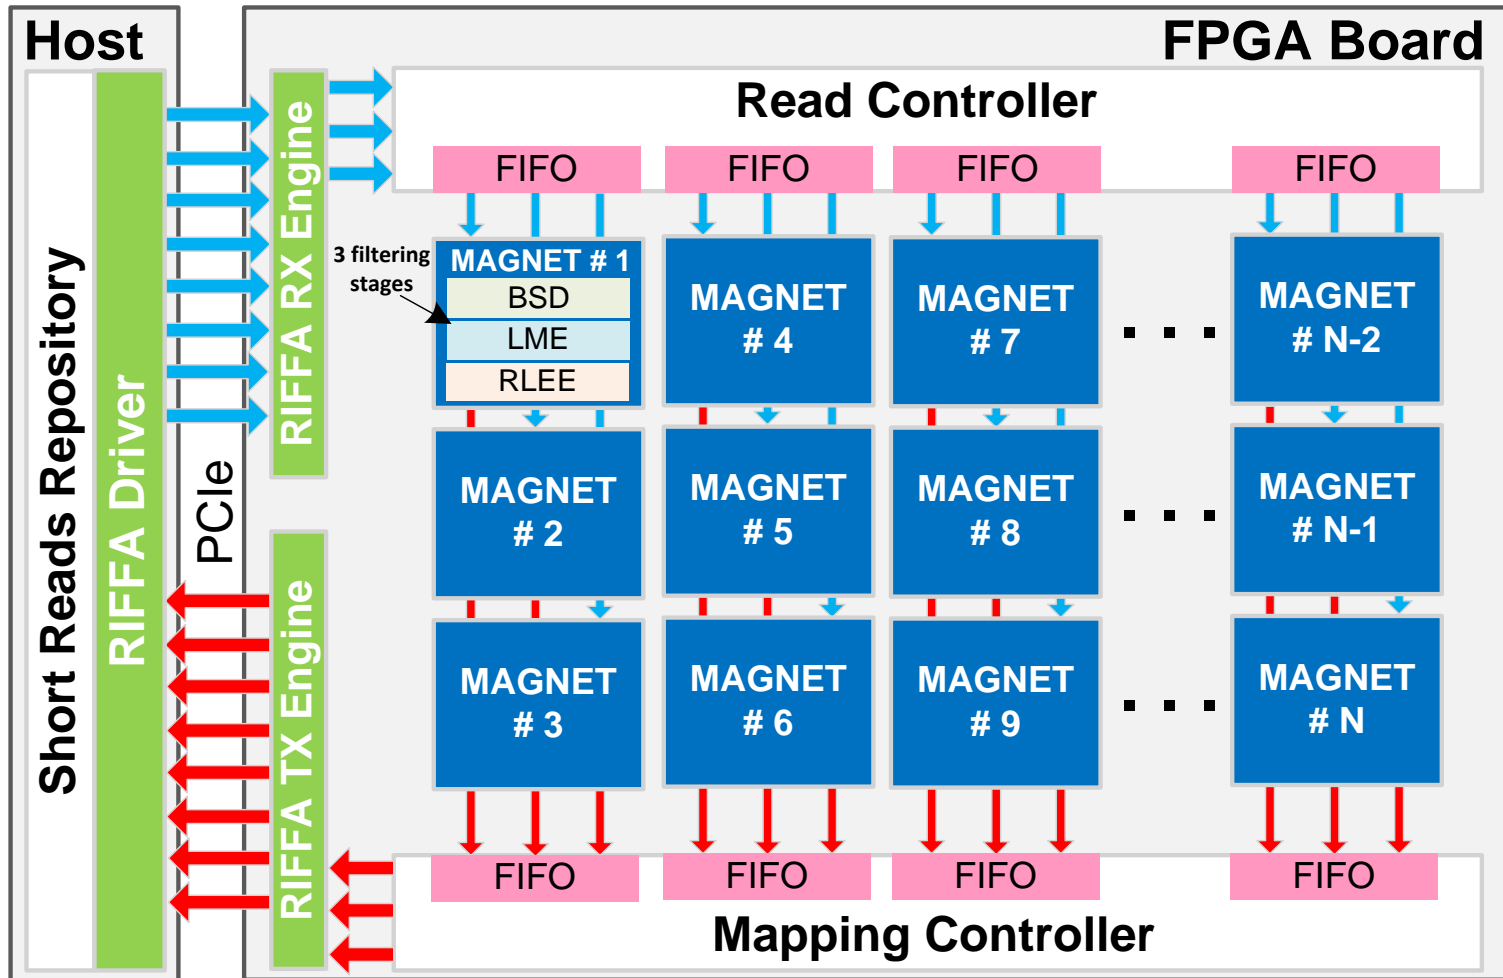 Host
FPGA Board
Short Reads Repository
RIFFA Driver
PCIe
RIFFA RX Engine
RIFFA TX Engine
Read Controller
FIFO
FIFO
FIFO
FIFO
3 filtering
stages
MAGNET # 1
BSD
LME
RLEE
MAGNET
# 4
MAGNET
# 7
MAGNET
# N-2
MAGNET
# 2
MAGNET
# 5
MAGNET
# 8
MAGNET
# N-1
MAGNET
# 3
MAGNET
# 6
MAGNET
# 9
MAGNET
# N
FIFO
FIFO
FIFO
FIFO
Mapping Controller